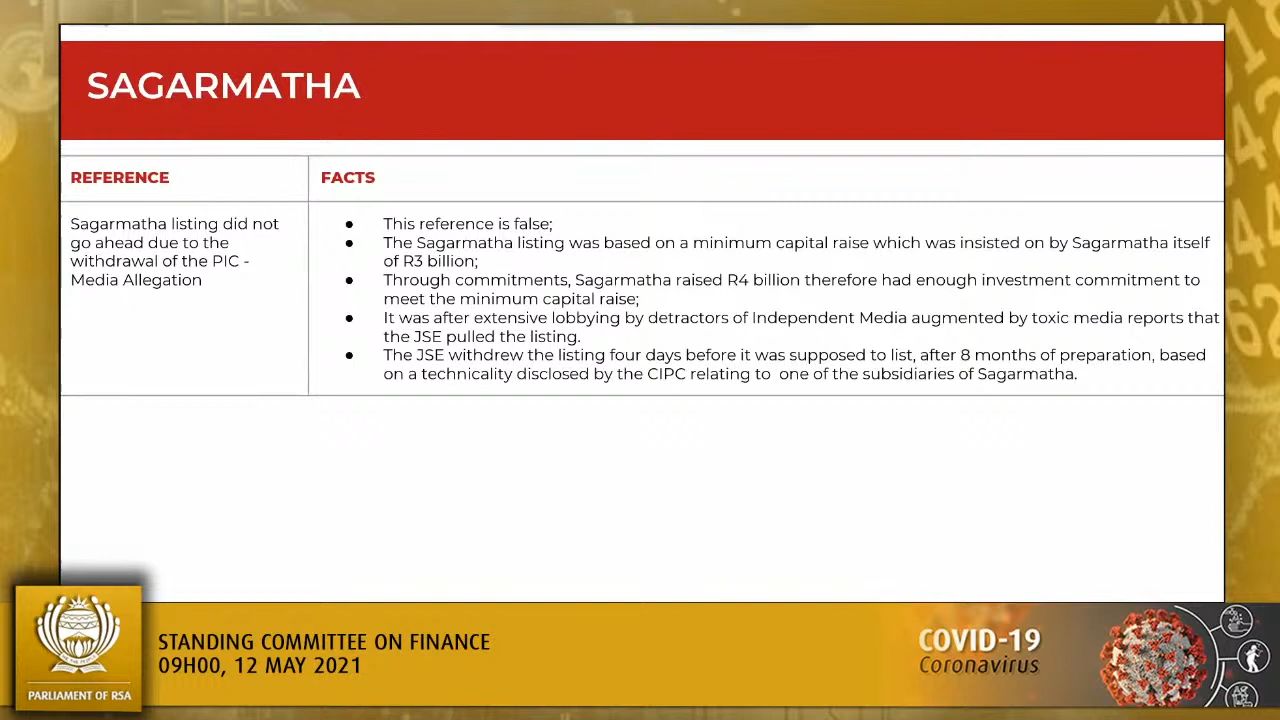 SAGARMATHA
REFERENCE
FACTS
Sagarmatha listing did not
go ahead due to the
withdrawal of the PIC -
Media Allegation
● This reference is false;
● The Sagarmatha listing was based on a minimum capital raise which was insisted on by Sagarmatha itself
of R3 billion;
● Through commitments, Sagarmatha raised R4 billion therefore had enough investment commitment to
meet the minimum capital raise;
● It was after extensive lobbying by detractors of Independent Media augmented by toxic media reports that
the JSE pulled the listing.
● The JSE withdrew the listing four days before it was supposed to list, after 8 months of preparation, based
on a technicality disclosed by the CIPC relating to one of the subsidiaries of Sagarmatha.
STANDING COMMITTEE ON FINANCE
09H00, 12 MAY 2021
PARLIAMENT OF RSA
COVID-19
Coronavirus